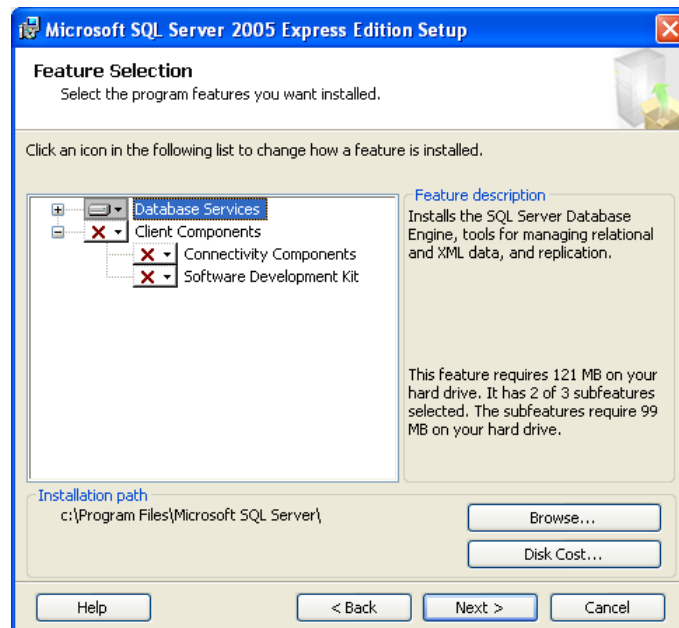 Microsoft SQL Server 2005 Express Edition Setup
Feature Selection
Select the program features you want installed.
Click an icon in the following list to change how a feature is installed.
Database Services
Client Components
Connectivity Components
Software Development Kit
Feature description
Installs the SQL Server Database
Engine, tools for managing relational
and XML data, and replication.
This feature requires 121 MB on your
hard drive. It has 2 of 3 subfeatures
selected. The subfeatures require 99
MB on your hard drive.
Installation path
c:\Program Files\Microsoft SQL Server\
Browse...
Disk Cost...
Help
< Back
Next >
Cancel